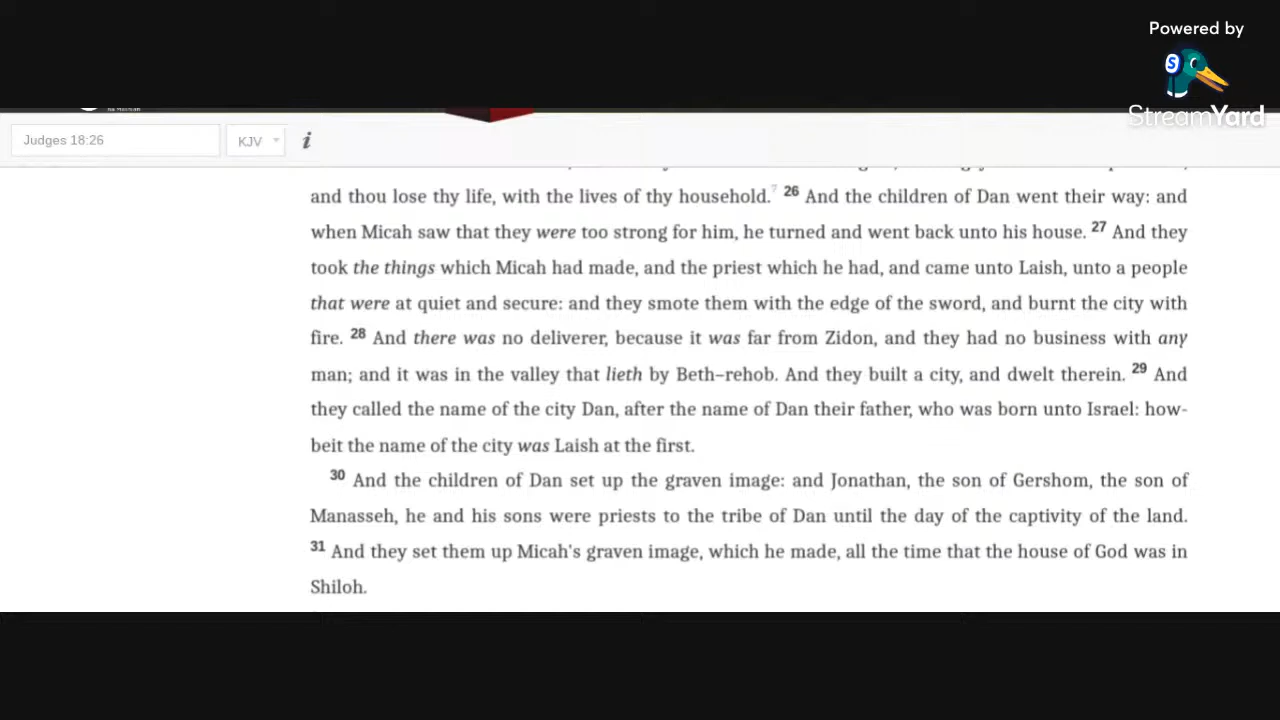 Powered by
S
StreamYard
Judges 18:26
KJV
i
and thou lose thy life, with the lives of thy household.⁷ 26 And the children of Dan went their way: and
when Micah saw that they were too strong for him, he turned and went back unto his house. 27 And they
took the things which Micah had made, and the priest which he had, and came unto Laish, unto a people
that were at quiet and secure: and they smote them with the edge of the sword, and burnt the city with
fire. 28 And there was no deliverer, because it was far from Zidon, and they had no business with any
man; and it was in the valley that lieth by Beth–rehob. And they built a city, and dwelt therein. 29 And
they called the name of the city Dan, after the name of Dan their father, who was born unto Israel: how-
beit the name of the city was Laish at the first.
30 And the children of Dan set up the graven image: and Jonathan, the son of Gershom, the son of
Manasseh, he and his sons were priests to the tribe of Dan until the day of the captivity of the land.
31 And they set them up Micah's graven image, which he made, all the time that the house of God was in
Shiloh.